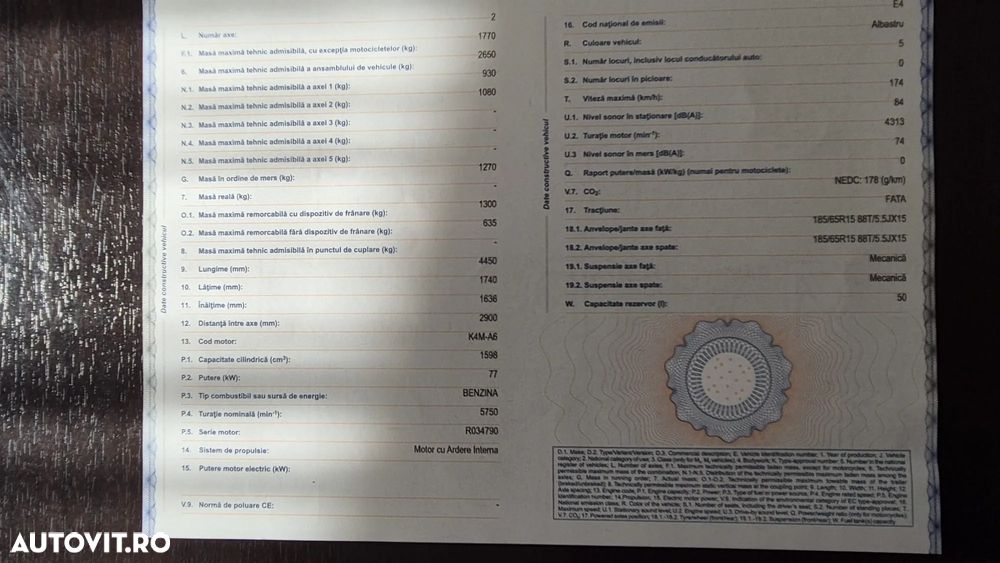 2
L. Număr axe:
1770
F.1. Masă maximă tehnic admisibilă, cu excepția motocicletelor (kg):
2650
6. Masă maximă tehnic admisibilă a ansamblului de vehicule (kg):
930
N.1. Masă maximă tehnic admisibilă a axei 1 (kg):
1080
N.2. Masă maximă tehnic admisibilă a axei 2 (kg):
-
N.3. Masă maximă tehnic admisibilă a axei 3 (kg):
-
N.4. Masă maximă tehnic admisibilă a axei 4 (kg):
-
N.5. Masă maximă tehnic admisibilă a axei 5 (kg):
1270
G. Masă în ordine de mers (kg):
-
7. Masă reală (kg):
1300
O.1. Masă maximă remorcabilă cu dispozitiv de frânare (kg):
635
O.2. Masă maximă remorcabilă fără dispozitiv de frânare (kg):
-
8. Masă maximă tehnic admisibilă în punctul de cuplare (kg):
4450
9. Lungime (mm):
1740
10. Lățime (mm):
1636
11. Înălțime (mm):
2900
12. Distanță între axe (mm):
K4M-A6
13. Cod motor:
1598
P.1. Capacitate cilindrică (cm³):
77
P.2. Putere (kW):
BENZINA
P.3. Tip combustibil sau sursă de energie:
5750
P.4. Turație nominală (min⁻¹):
R034790
P.5. Serie motor:
Motor cu Ardere Interna
14. Sistem de propulsie:
15. Putere motor electric (kW):
-
V.9. Normă de poluare CE:
-
Date constructive vehicul
E4
16. Cod național de emisii:
Albastru
R. Culoare vehicul:
5
S.1. Număr locuri, inclusiv locul conducătorului auto:
0
S.2. Număr locuri în picioare:
174
T. Viteză maximă (km/h):
84
U.1. Nivel sonor în staționare [dB(A)]:
4313
U.2. Turație motor (min⁻¹):
74
U.3 Nivel sonor în mers [dB(A)]:
0
Q. Raport putere/masă (kW/kg) (numai pentru motociclete):
NEDC: 178 (g/km)
V.7. CO₂:
FATA
17. Tracțiune:
185/65R15 88T/5.5JX15
18.1. Anvelope/jante axe față:
185/65R15 88T/5.5JX15
18.2. Anvelope/jante axe spate:
Mecanică
19.1. Suspensie axe față:
Mecanică
19.2. Suspensie axe spate:
50
W. Capacitate rezervor (l):
Date constructive vehicul
AUTOVIT.RO